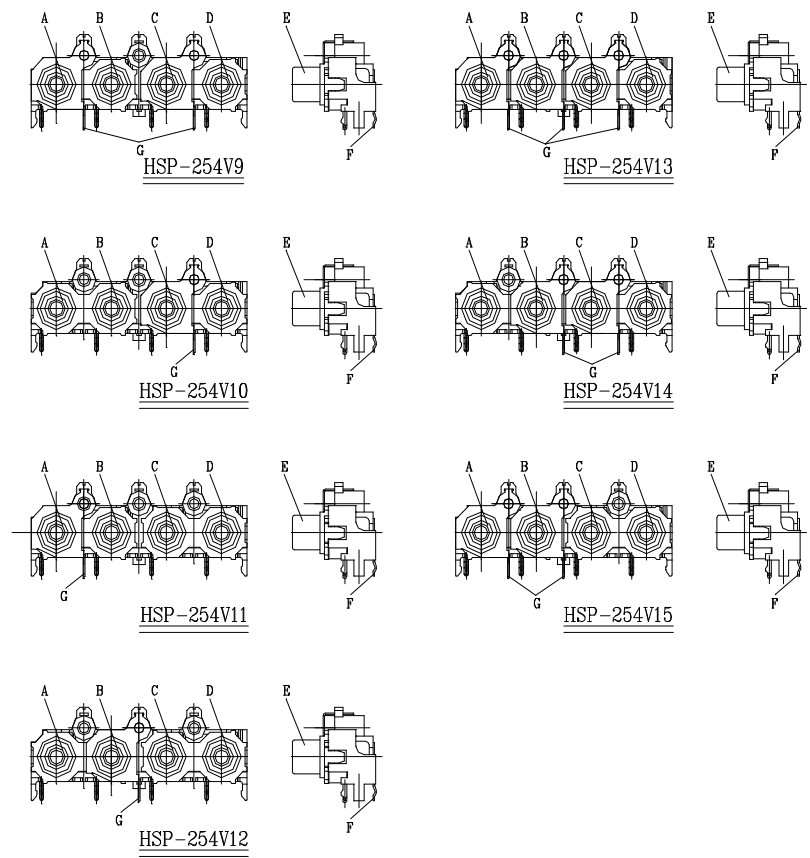 A B C D E A B C D E
G F G F
HSP-254V9 HSP-254V13
A B C D E A B C D E
G F G F
HSP-254V10 HSP-254V14
A B C D E A B C D E
G F G F
HSP-254V11 HSP-254V15
A B C D E
G F
HSP-254V12